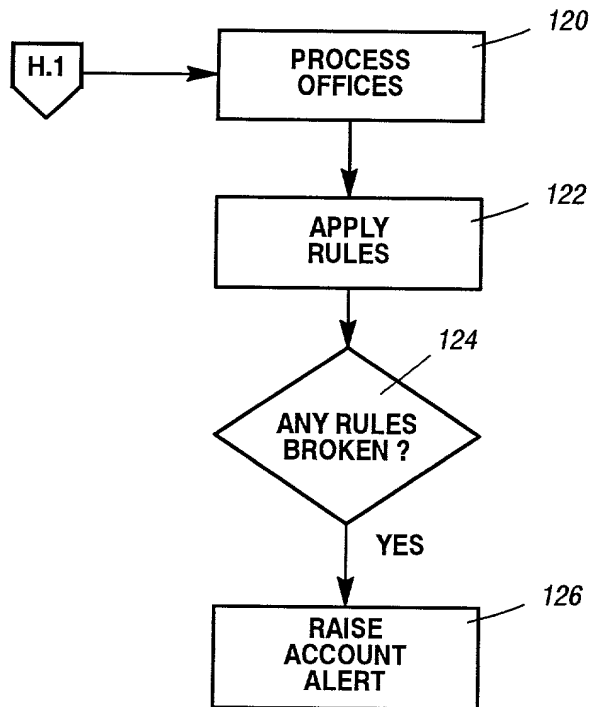 120
H.1
PROCESS
OFFICES
122
APPLY
RULES
124
ANY RULES
BROKEN ?
YES
126
RAISE
ACCOUNT
ALERT